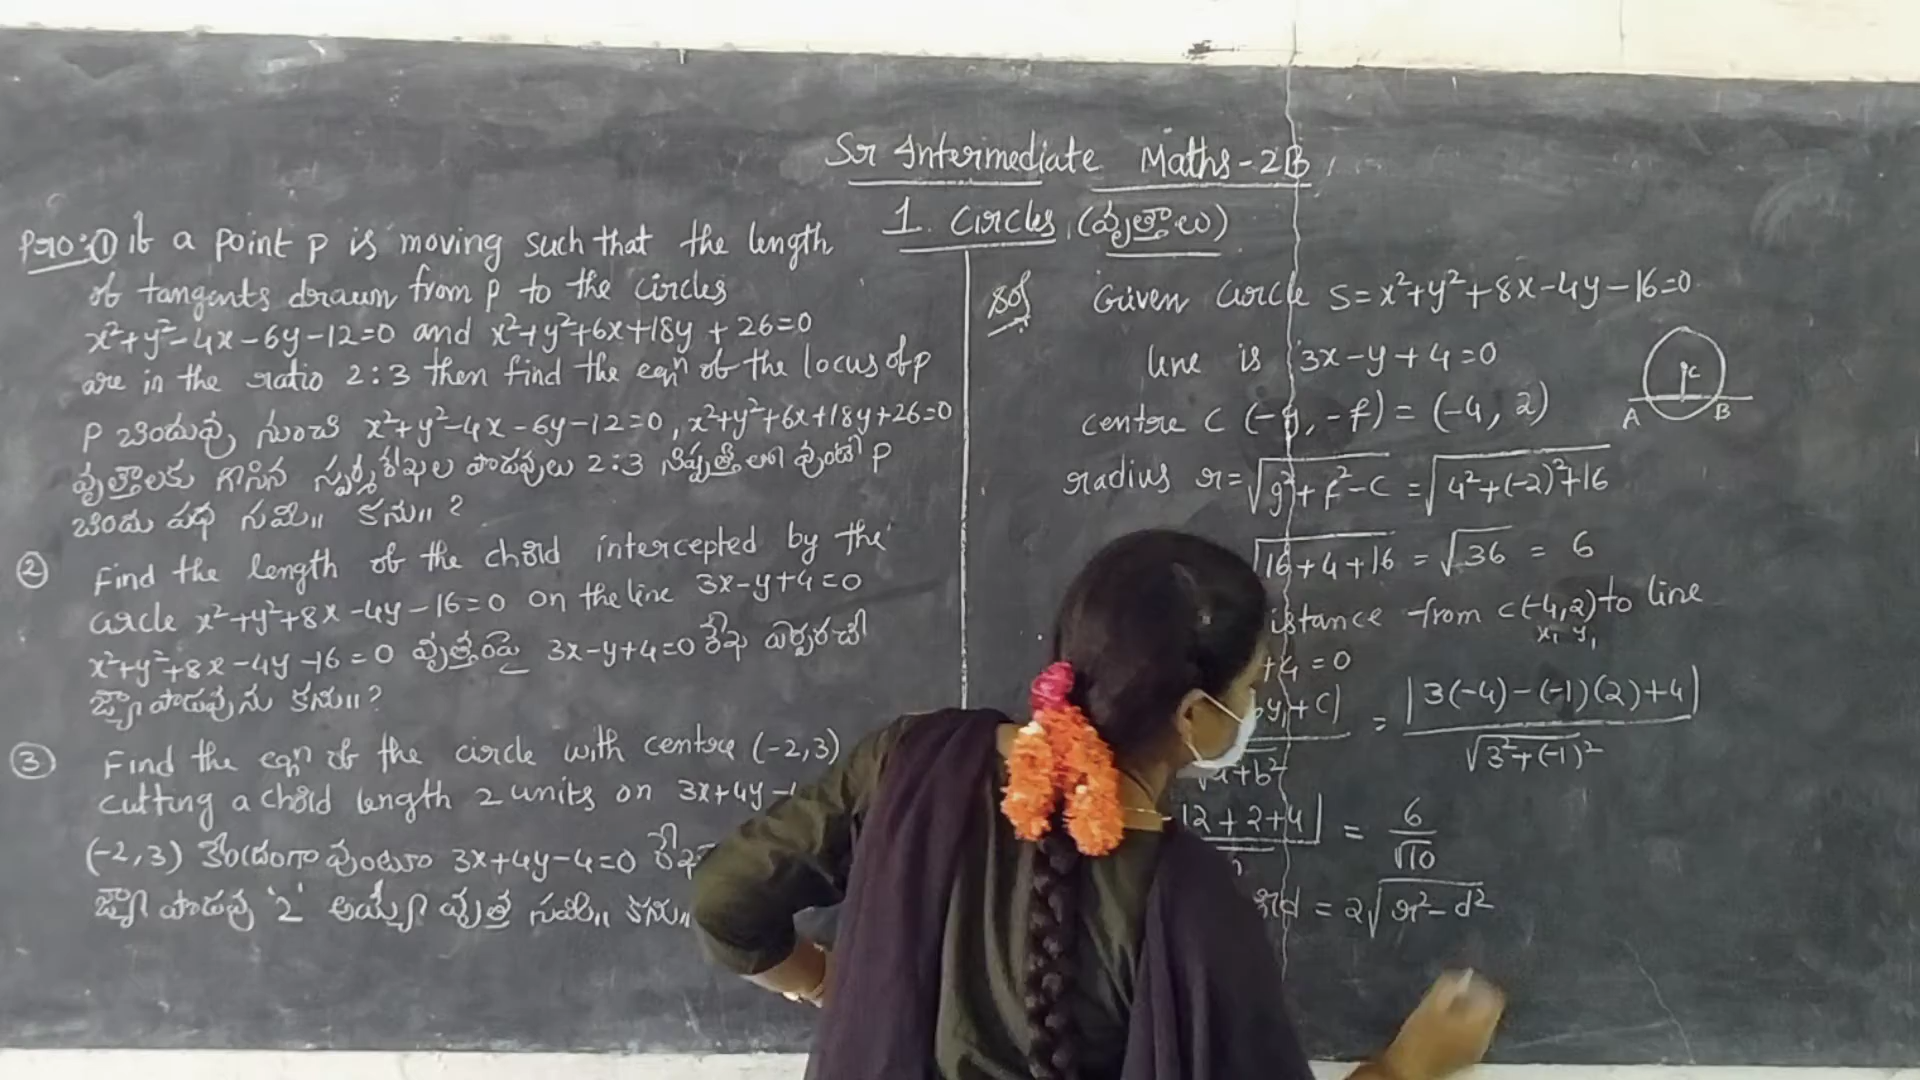 Sr Intermediate Maths-2B
1. Circles (వృత్తాలు)
Pro:① If a point P is moving such that the length
of tangents drawn from P to the circles
x²+y²-4x-6y-12=0 and x²+y²+6x+18y+26=0
are in the ratio 2:3 then find the eqⁿ of the locus of P
P బిందువు నుంచి x²+y²-4x-6y-12=0, x²+y²+6x+18y+26=0
వృత్తాలకు గీసిన స్పర్శరేఖల పొడవులు 2:3 నిష్పత్తిలో వుంటే P
బిందు పథ సమీ॥ కను॥ ?
② Find the length of the chord intercepted by the
circle x²+y²+8x-4y-16=0 on the line 3x-y+4=0
x²+y²+8x-4y-16=0 వృత్తంపై 3x-y+4=0 రేఖ ఏర్పరచే
జ్యా పొడవును కను॥?
③ Find the eqⁿ of the circle with centre (-2,3)
cutting a chord length 2 units on 3x+4y-
(-2,3) కేంద్రంగా వుంటూ 3x+4y-4=0
జ్యా పొడవు '2' అయ్యే వృత్త సమీ॥ కను॥
Sol
Given circle S=x²+y²+8x-4y-16=0
line is 3x-y+4=0
C
A B
centre C (-g,-f) = (-4, 2)
radius r=√g²+f²-c = √4²+(-2)²+16
√16+4+16 = √36 = 6
istance from C(-4,2) to line
x₁ y₁
+4=0
y₁+c| = |3(-4)-(-1)(2)+4|
√3²+(-1)²
12+2+4| = 6
√10
rd = 2√r²-d²